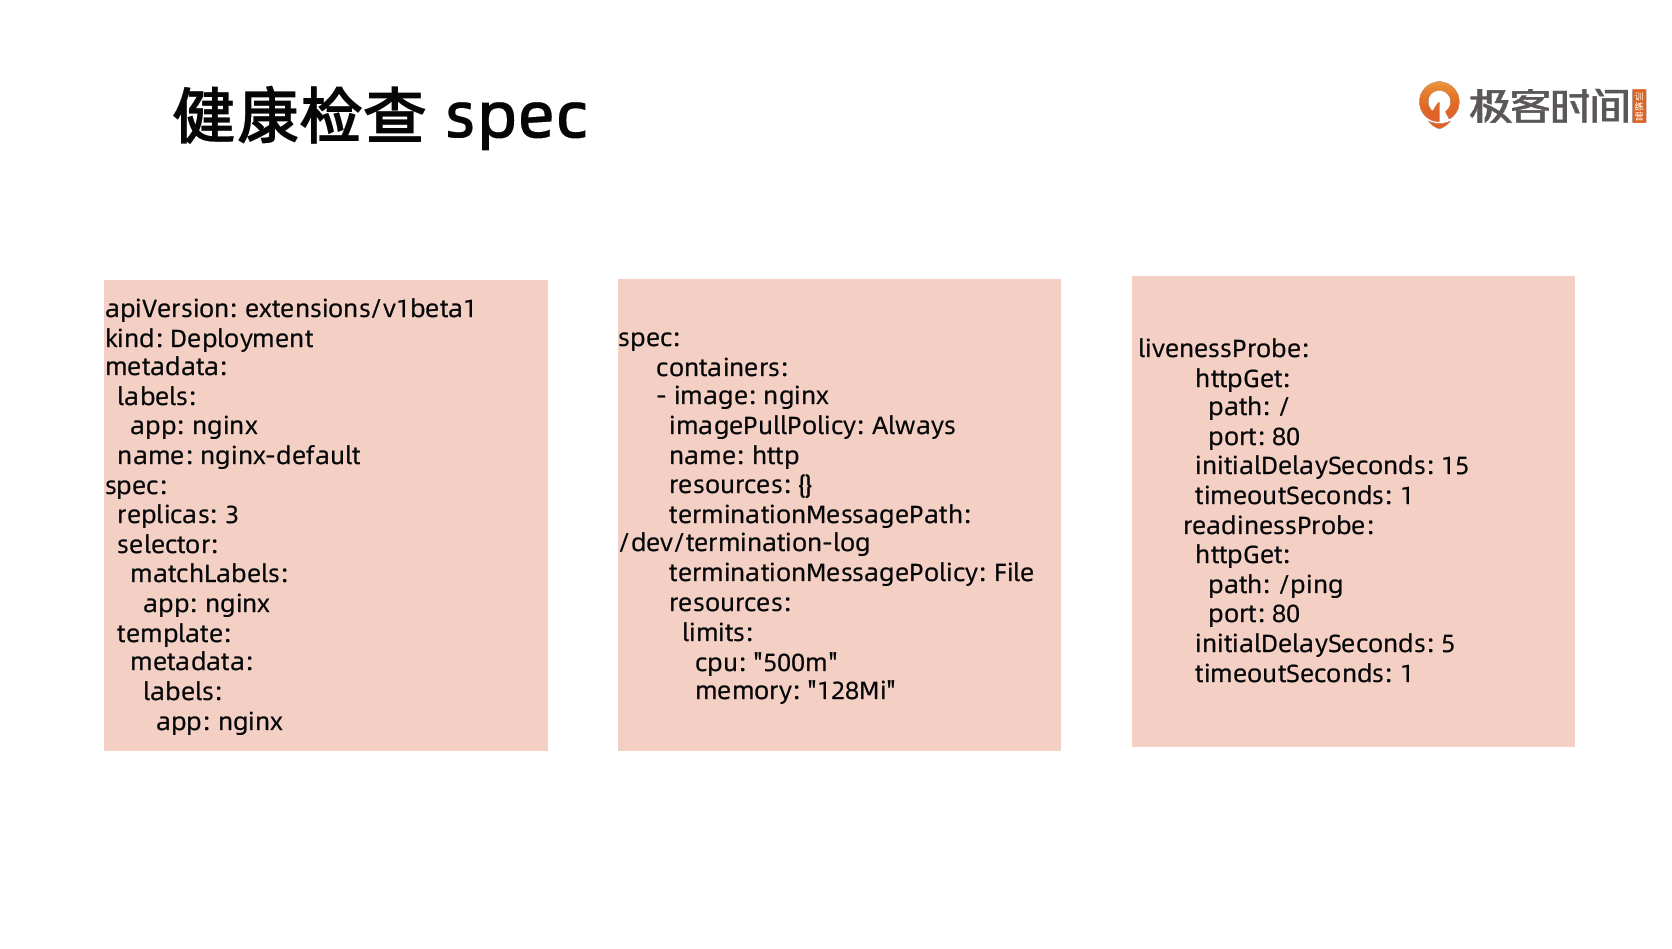 健康检查 spec
极客时间
训练营
apiVersion: extensions/v1beta1
kind: Deployment
metadata:
  labels:
    app: nginx
  name: nginx-default
spec:
  replicas: 3
  selector:
    matchLabels:
      app: nginx
  template:
    metadata:
      labels:
        app: nginx
spec:
      containers:
      - image: nginx
        imagePullPolicy: Always
        name: http
        resources: {}
        terminationMessagePath:
/dev/termination-log
        terminationMessagePolicy: File
        resources:
          limits:
            cpu: "500m"
            memory: "128Mi"
livenessProbe:
         httpGet:
           path: /
           port: 80
         initialDelaySeconds: 15
         timeoutSeconds: 1
       readinessProbe:
         httpGet:
           path: /ping
           port: 80
         initialDelaySeconds: 5
         timeoutSeconds: 1